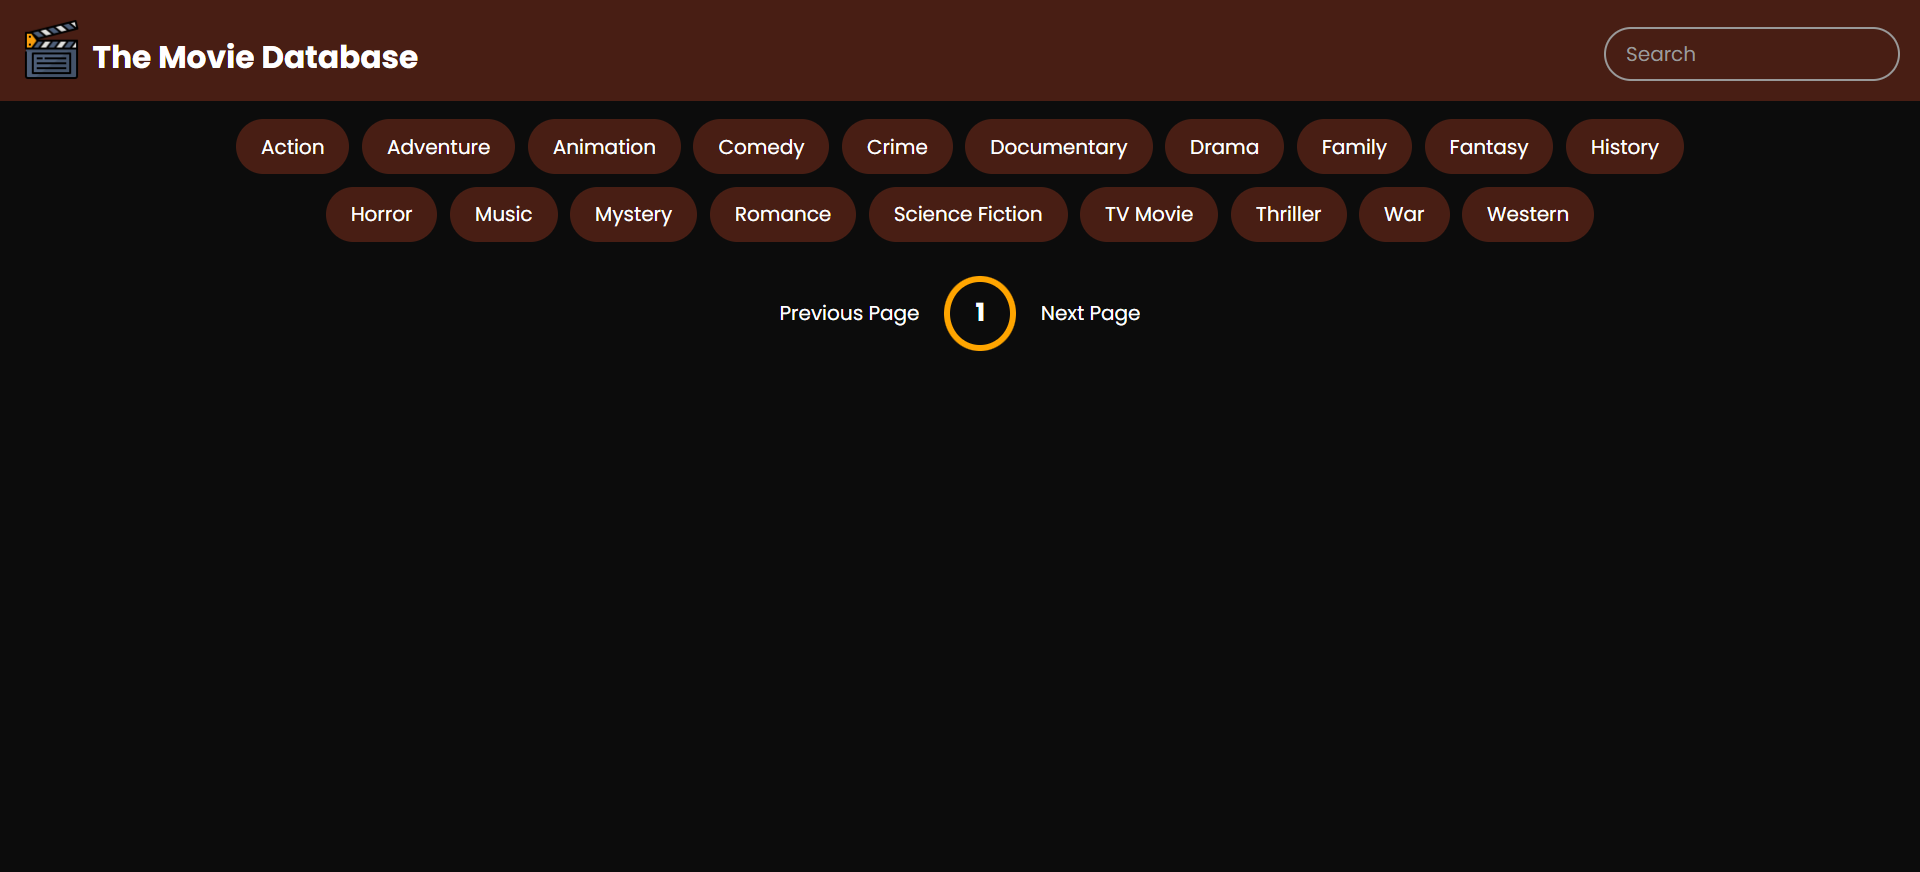 The Movie Database
Search
Action Adventure Animation Comedy Crime Documentary Drama Family Fantasy History
Horror Music Mystery Romance Science Fiction TV Movie Thriller War Western
Previous Page 1 Next Page